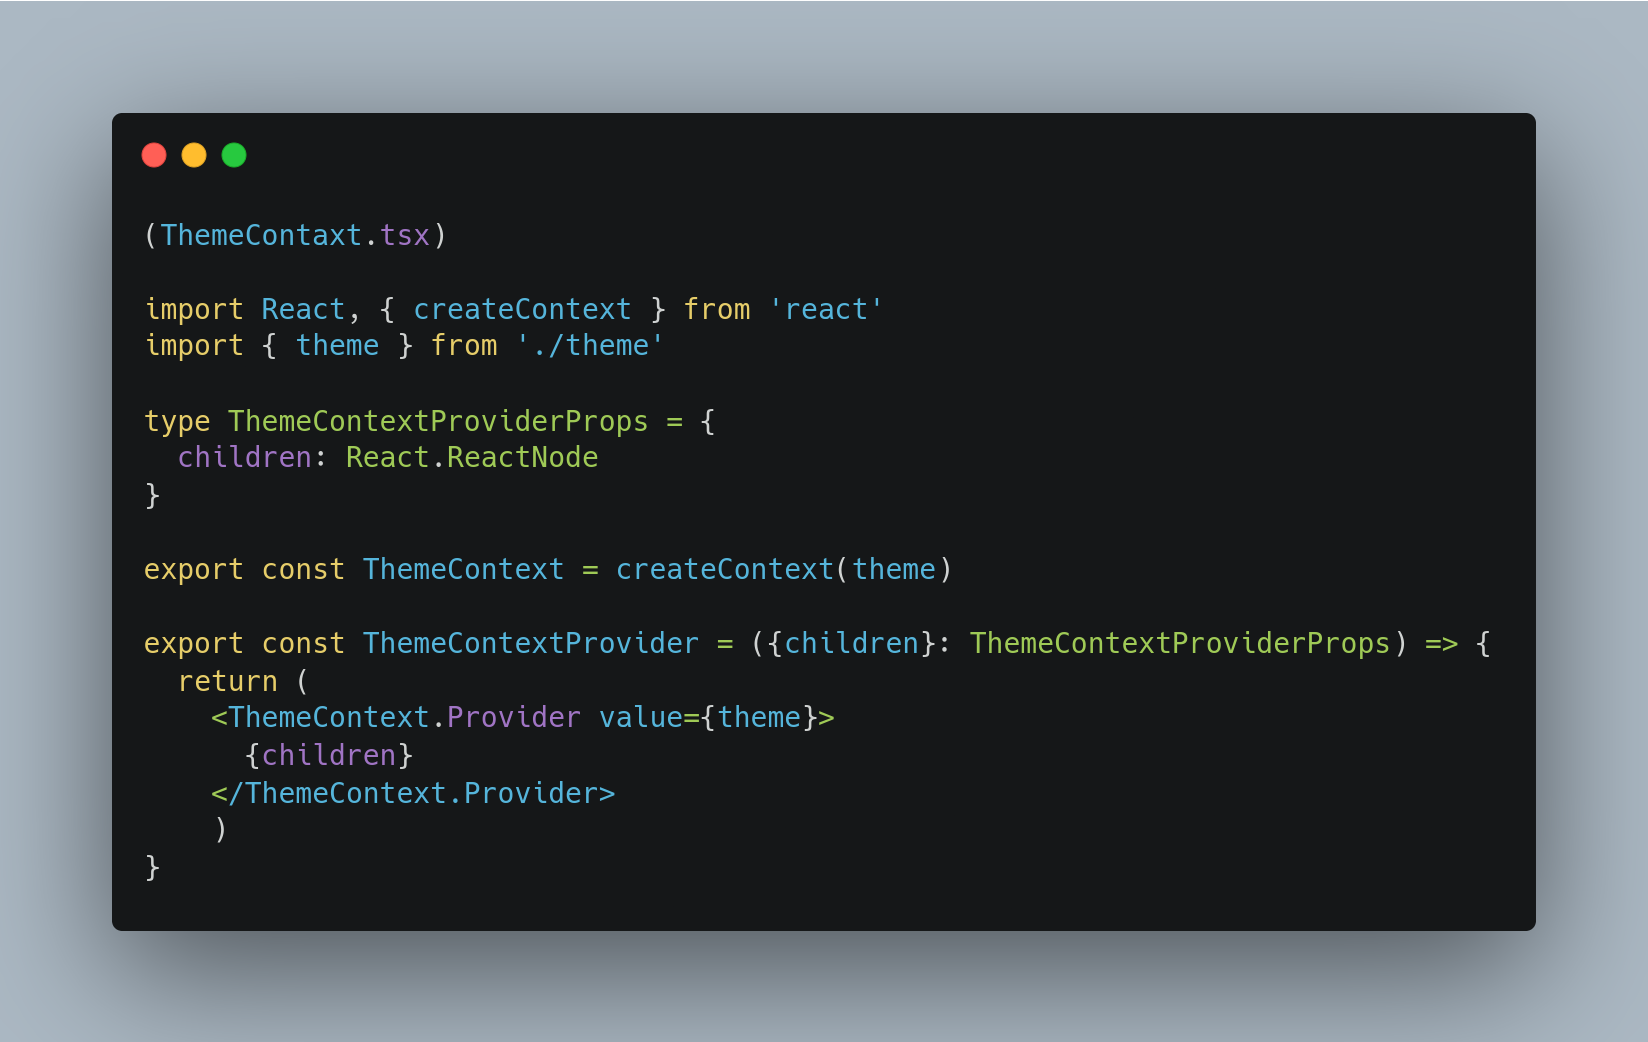 (ThemeContaxt.tsx)
import React, { createContext } from 'react'
import { theme } from './theme'
type ThemeContextProviderProps = {
  children: React.ReactNode
}
export const ThemeContext = createContext(theme)
export const ThemeContextProvider = ({children}: ThemeContextProviderProps) => {
  return (
    <ThemeContext.Provider value={theme}>
      {children}
    </ThemeContext.Provider>
    )
}